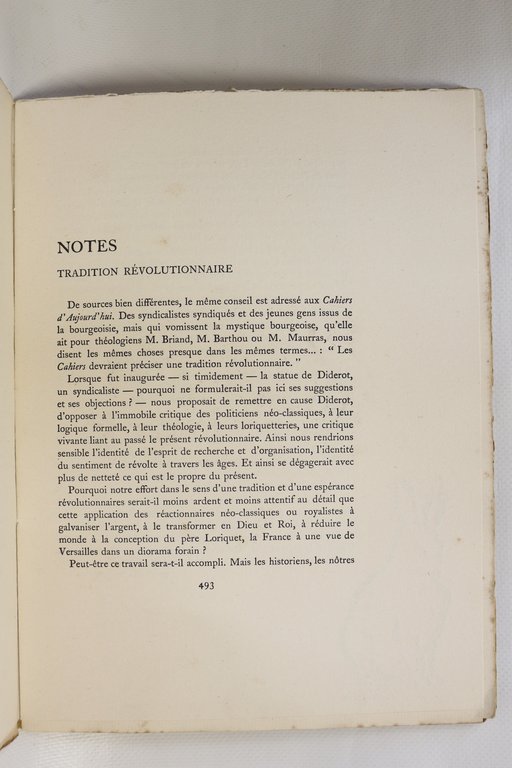 NOTES
TRADITION RÉVOLUTIONNAIRE
De sources bien différentes, le même conseil est adressé aux Cahiers
d'Aujourd'hui. Des syndicalistes syndiqués et des jeunes gens issus de
la bourgeoisie, mais qui vomissent la mystique bourgeoise, qu'elle
ait pour théologiens M. Briand, M. Barthou ou M. Maurras, nous
disent les mêmes choses presque dans les mêmes termes... : “ Les
Cahiers devraient préciser une tradition révolutionnaire. ”
Lorsque fut inaugurée — si timidement — la statue de Diderot,
un syndicaliste — pourquoi ne formulerait-il pas ici ses suggestions
et ses objections ? — nous proposait de remettre en cause Diderot,
d'opposer à l'immobile critique des politiciens néo-classiques, à leur
logique formelle, à leur théologie, à leurs loriquetteries, une critique
vivante liant au passé le présent révolutionnaire. Ainsi nous rendrions
sensible l'identité de l'esprit de recherche et d'organisation, l'identité
du sentiment de révolte à travers les âges. Et ainsi se dégagerait avec
plus de netteté ce qui est le propre du présent.
Pourquoi notre effort dans le sens d'une tradition et d'une espérance
révolutionnaires serait-il moins ardent et moins attentif au détail que
cette application des réactionnaires néo-classiques ou royalistes à
galvaniser l'argent, à le transformer en Dieu et Roi, à réduire le
monde à la conception du père Loriquet, la France à une vue de
Versailles dans un diorama forain ?
Peut-être ce travail sera-t-il accompli. Mais les historiens, les nôtres
493